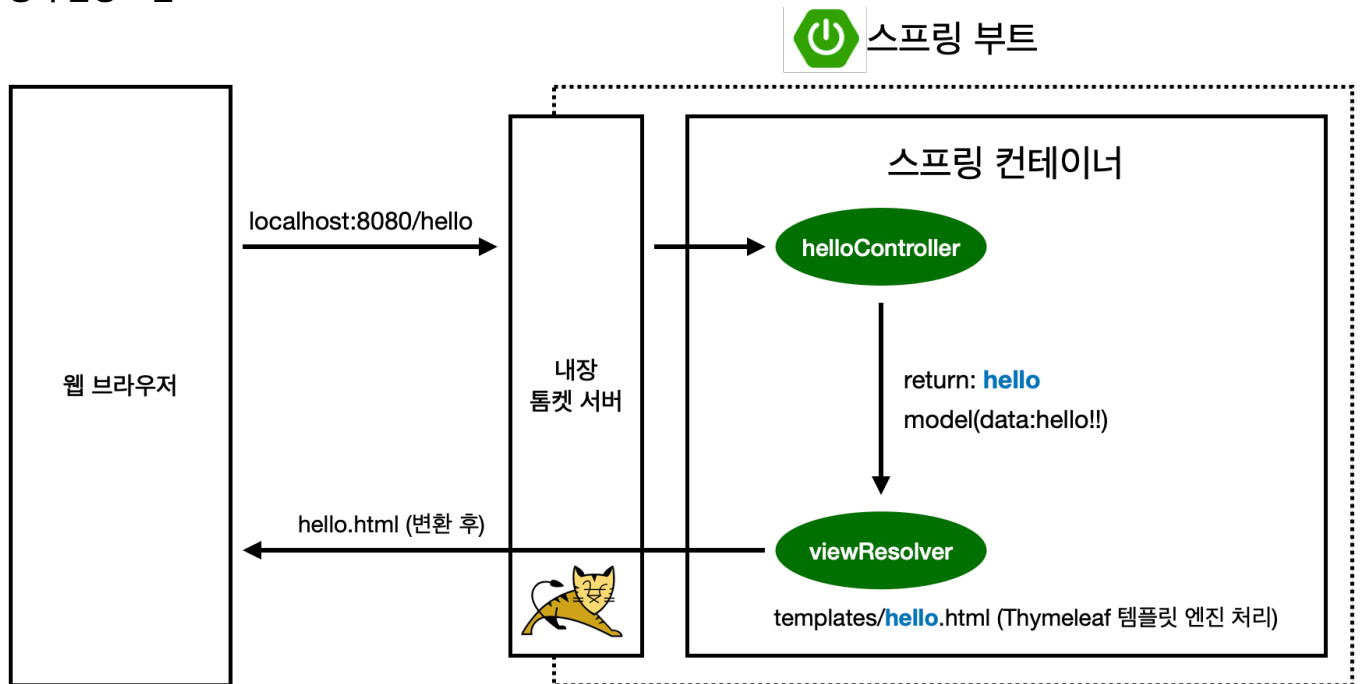 스프링 부트
스프링 컨테이너
localhost:8080/hello
helloController
웹 브라우저
내장
톰켓 서버
return: hello
model(data:hello!!)
hello.html (변환 후)
viewResolver
templates/hello.html (Thymeleaf 템플릿 엔진 처리)